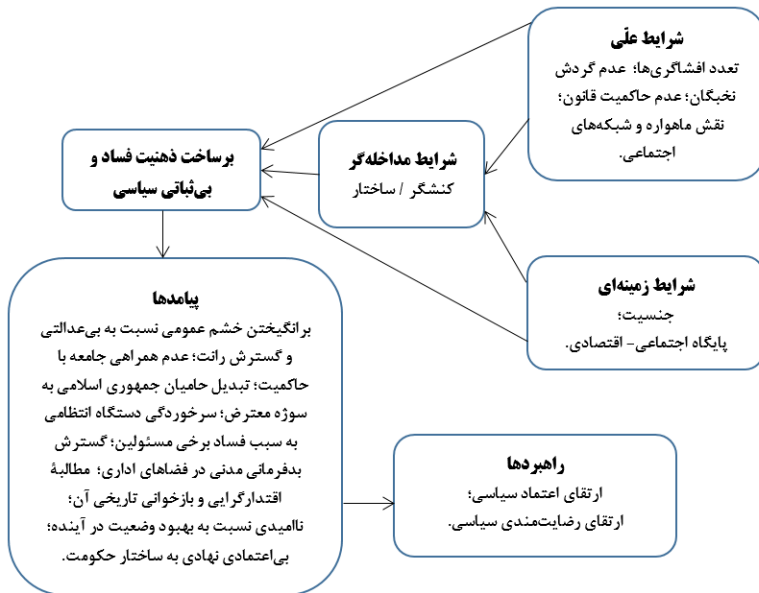 شرایط علّی
تعدد افشاگری‌ها؛ عدم گردش
نخبگان؛ عدم حاکمیت قانون؛
نقش ماهواره و شبکه‌های
اجتماعی.
شرایط مداخله‌گر
کنشگر / ساختار
برساخت ذهنیت فساد و
بی‌ثباتی سیاسی
شرایط زمینه‌ای
جنسیت؛
پایگاه اجتماعی- اقتصادی.
پیامدها
برانگیختن خشم عمومی نسبت به بی‌عدالتی
و گسترش رانت؛ عدم همراهی جامعه با
حاکمیت؛ تبدیل حامیان جمهوری اسلامی به
سوژه معترض؛ سرخوردگی دستگاه انتظامی
به سبب فساد برخی مسئولین؛ گسترش
بدفرمانی مدنی در فضاهای اداری؛ مطالبۀ
اقتدارگرایی و بازخوانی تاریخی آن؛
ناامیدی نسبت به بهبود وضعیت در آینده؛
بی‌اعتمادی نهادی به ساختار حکومت.
راهبردها
ارتقای اعتماد سیاسی؛
ارتقای رضایت‌مندی سیاسی.